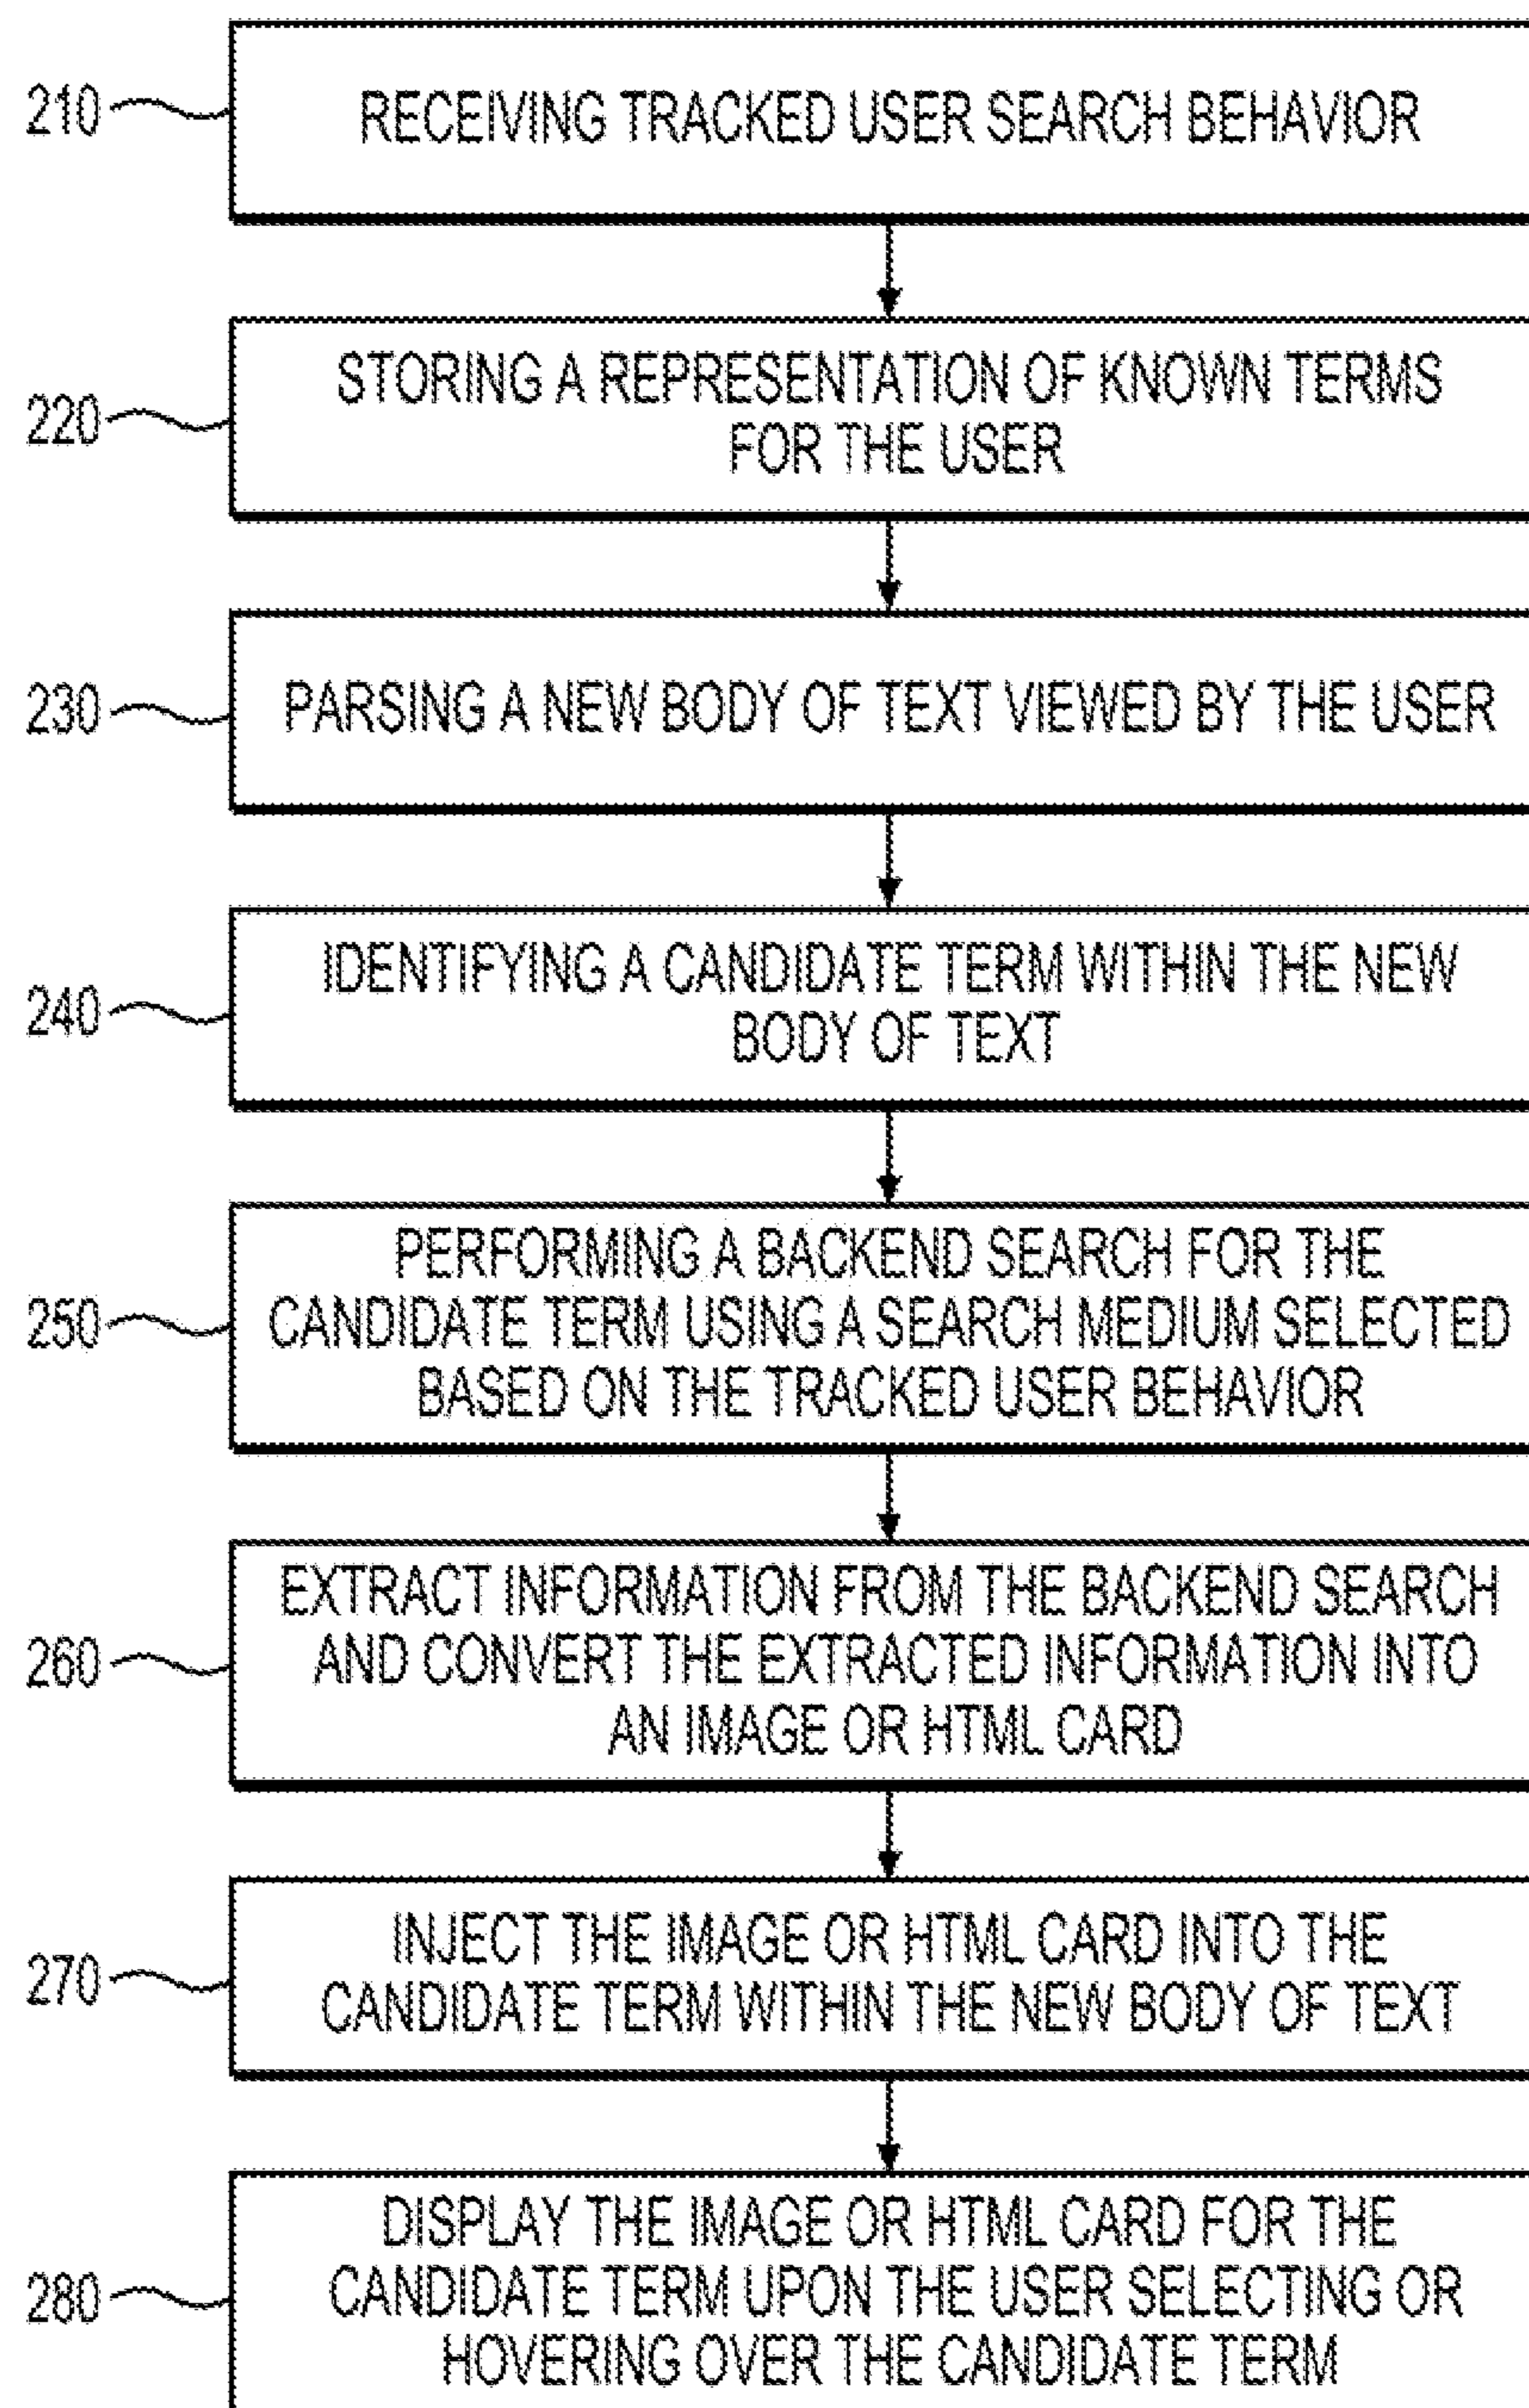 210
RECEIVING TRACKED USER SEARCH BEHAVIOR
220
STORING A REPRESENTATION OF KNOWN TERMS
FOR THE USER
230
PARSING A NEW BODY OF TEXT VIEWED BY THE USER
240
IDENTIFYING A CANDIDATE TERM WITHIN THE NEW
BODY OF TEXT
250
PERFORMING A BACKEND SEARCH FOR THE
CANDIDATE TERM USING A SEARCH MEDIUM SELECTED
BASED ON THE TRACKED USER BEHAVIOR
260
EXTRACT INFORMATION FROM THE BACKEND SEARCH
AND CONVERT THE EXTRACTED INFORMATION INTO
AN IMAGE OR HTML CARD
270
INJECT THE IMAGE OR HTML CARD INTO THE
CANDIDATE TERM WITHIN THE NEW BODY OF TEXT
280
DISPLAY THE IMAGE OR HTML CARD FOR THE
CANDIDATE TERM UPON THE USER SELECTING OR
HOVERING OVER THE CANDIDATE TERM